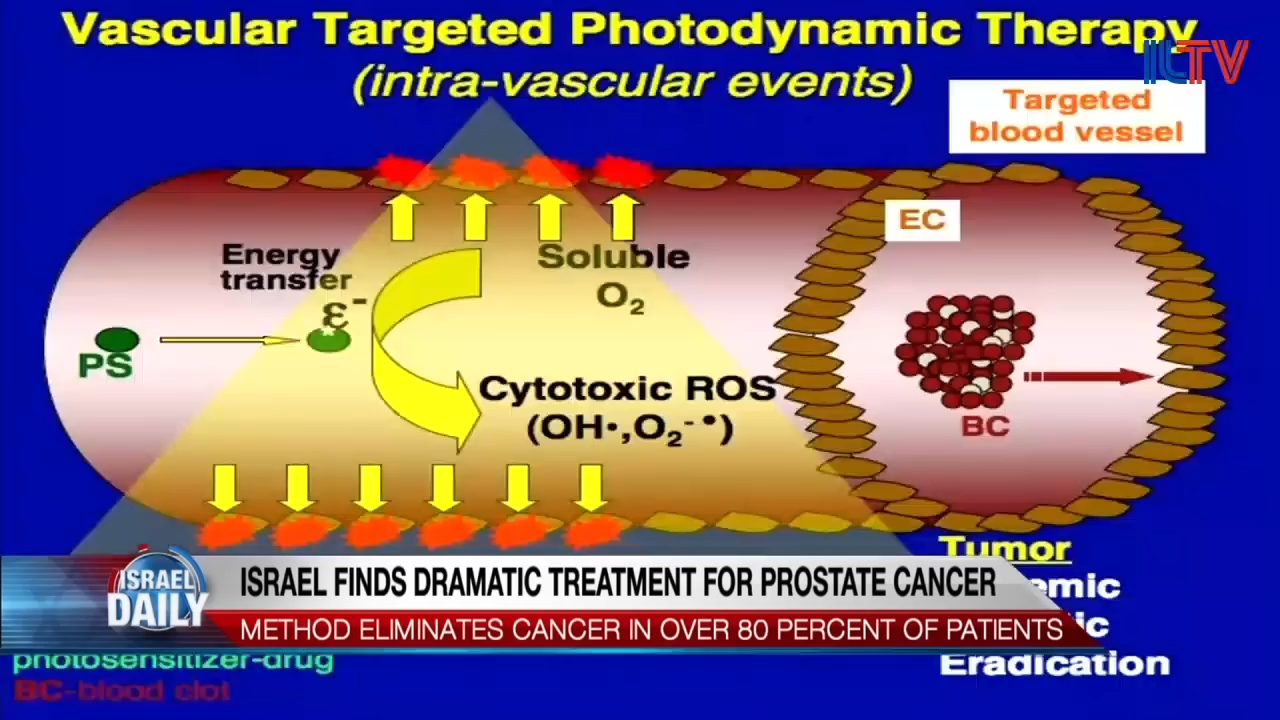 Vascular Targeted Photodynamic Therapy
(intra-vascular events)
ILTV
Targeted
blood vessel
EC
Energy
transfer
ε-
Soluble
O2
PS
Cytotoxic ROS
(OH•,O2-•)
BC
Tumor
ISRAEL
DAILY
ISRAEL FINDS DRAMATIC TREATMENT FOR PROSTATE CANCER
METHOD ELIMINATES CANCER IN OVER 80 PERCENT OF PATIENTS
photosensitizer-drug
Eradication
BC-blood clot